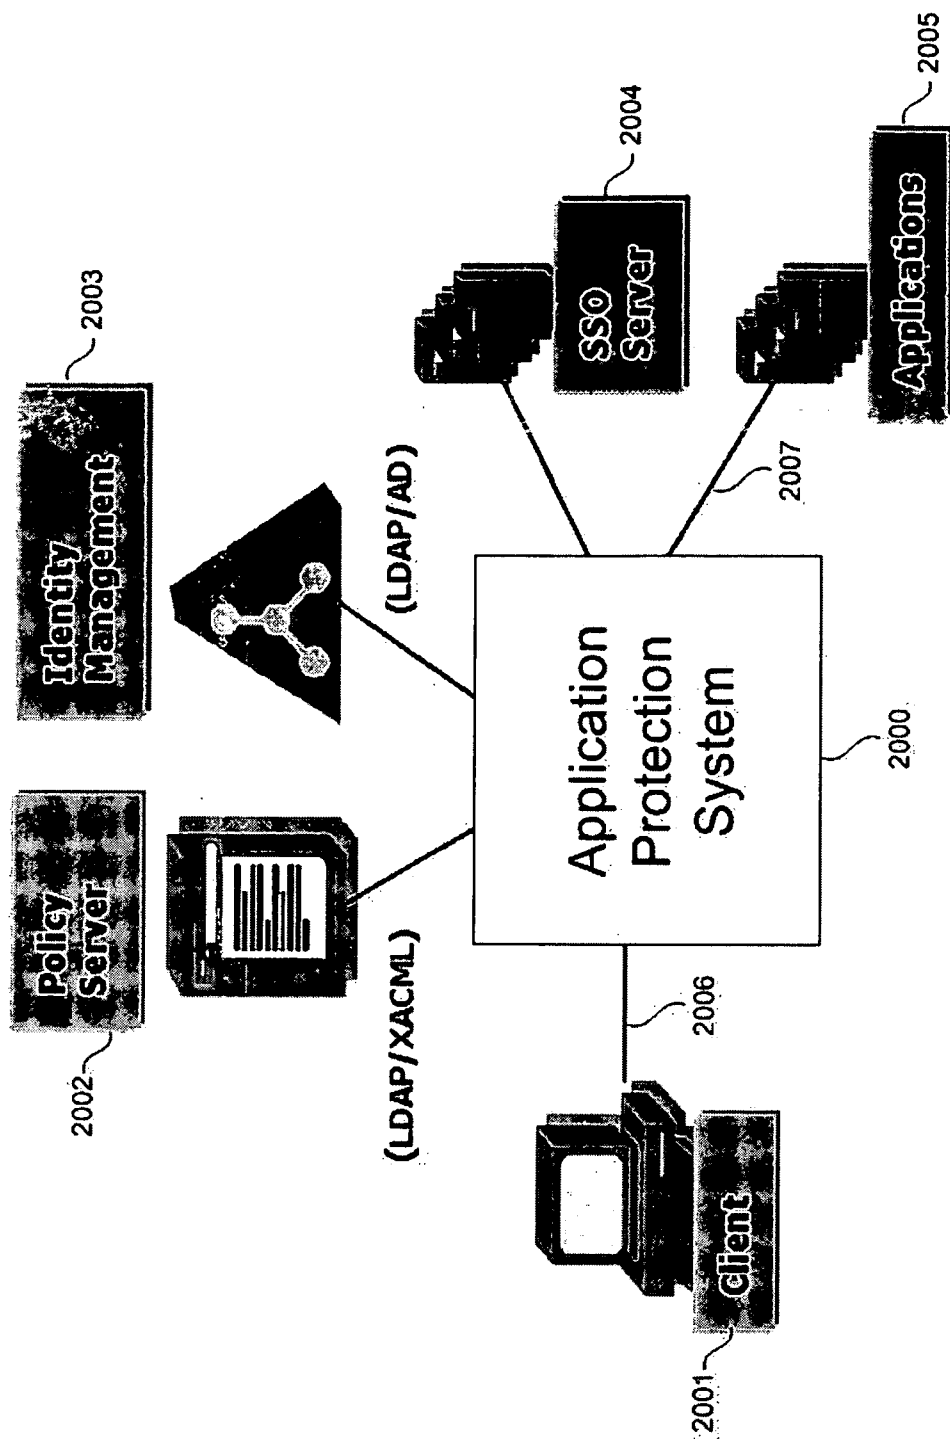 Policy
Server
2002
Identity
Management
2003
(LDAP/XACML)
(LDAP/AD)
Client
2001
2006
Application
Protection
System
2000
SSO
Server
2004
2007
Applications
2005